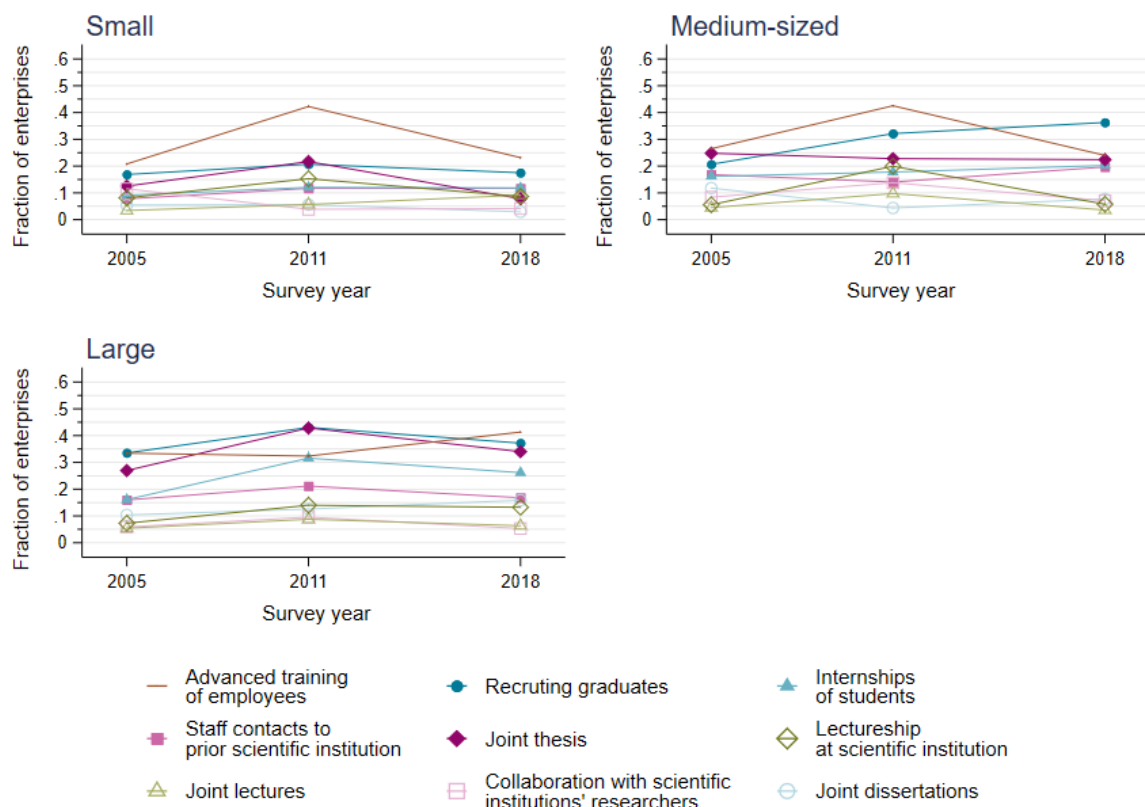 Small
Fraction of enterprises
.6
.5
.4
.3
.2
.1
0
2005 2011 2018
Survey year
Medium-sized
Fraction of enterprises
.6
.5
.4
.3
.2
.1
0
2005 2011 2018
Survey year
Large
Fraction of enterprises
.6
.5
.4
.3
.2
.1
0
2005 2011 2018
Survey year
Advanced training
of employees
Recruting graduates
Internships
of students
Staff contacts to
prior scientific institution
Joint thesis
Lectureship
at scientific institution
Joint lectures
Collaboration with scientific
institutions' researchers
Joint dissertations